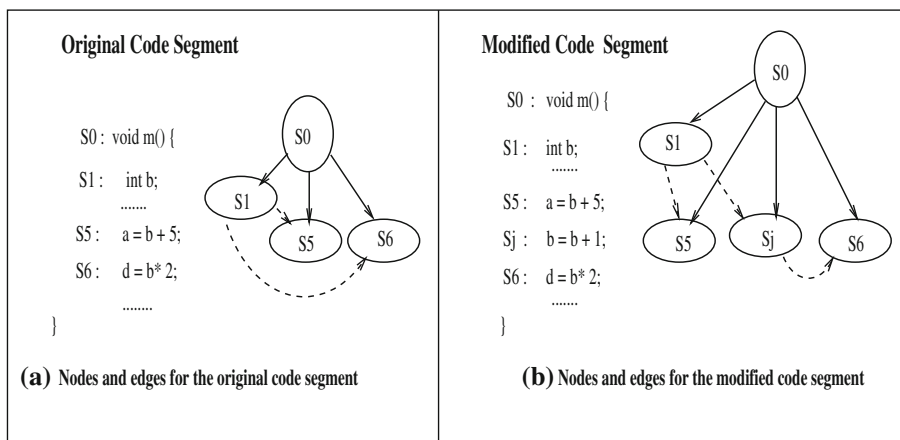 Original Code Segment
S0 : void m() {
S1 : int b;
.......
S5 : a = b + 5;
S6 : d = b* 2;
........
}
S0
S1
S5
S6
(a) Nodes and edges for the original code segment
Modified Code Segment
S0 : void m() {
S1 : int b;
.......
S5 : a = b + 5;
Sj : b = b + 1;
S6 : d = b* 2;
.......
}
S0
S1
S5
Sj
S6
(b) Nodes and edges for the modified code segment